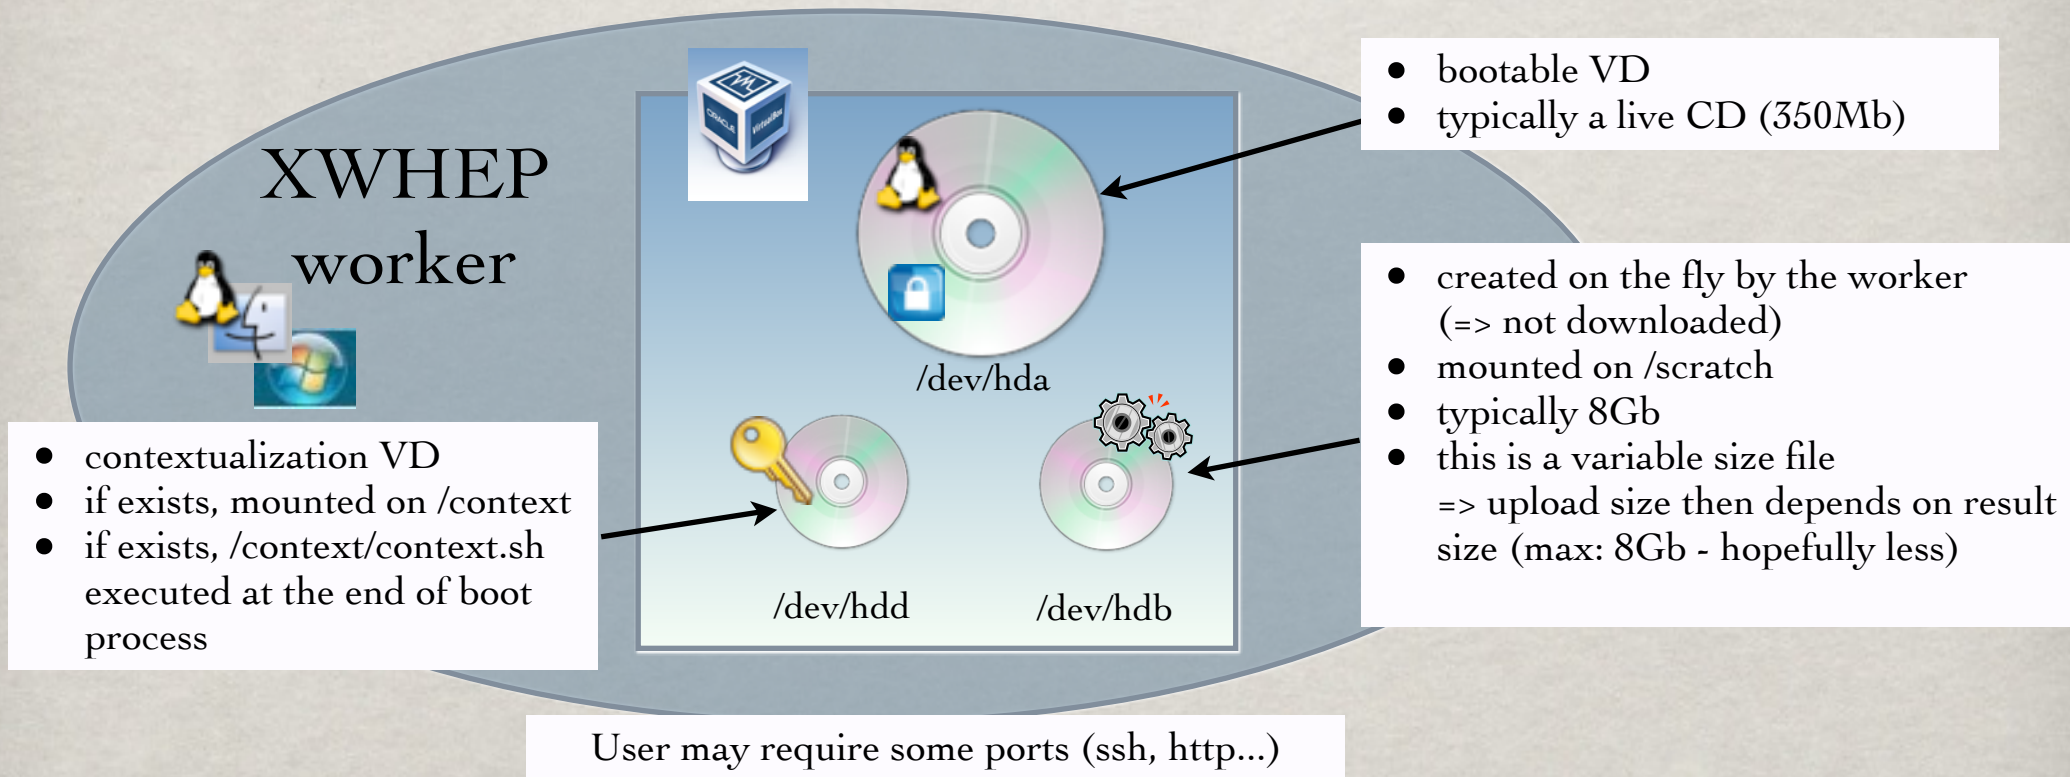 XWHEP
worker
ORACLE
VirtualBox
• bootable VD
• typically a live CD (350Mb)
/dev/hda
• created on the fly by the worker
(=> not downloaded)
• mounted on /scratch
• typically 8Gb
• this is a variable size file
=> upload size then depends on result
size (max: 8Gb - hopefully less)
• contextualization VD
• if exists, mounted on /context
• if exists, /context/context.sh
executed at the end of boot
process
/dev/hdd
/dev/hdb
User may require some ports (ssh, http...)